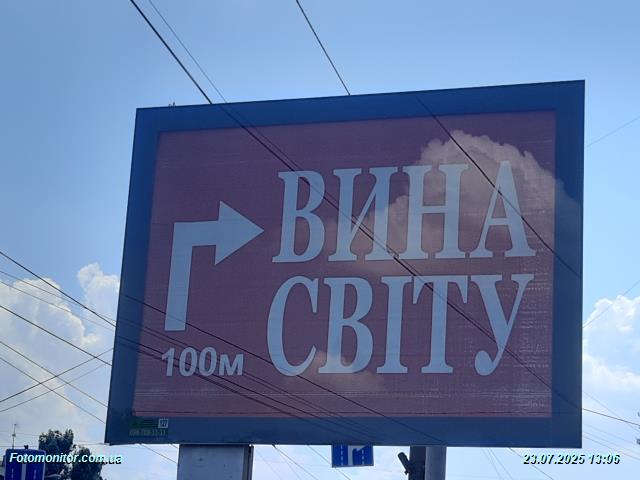 ВИНА
СВІТУ
100м
Fotomonitor.com.ua
23.07.2025 13:06